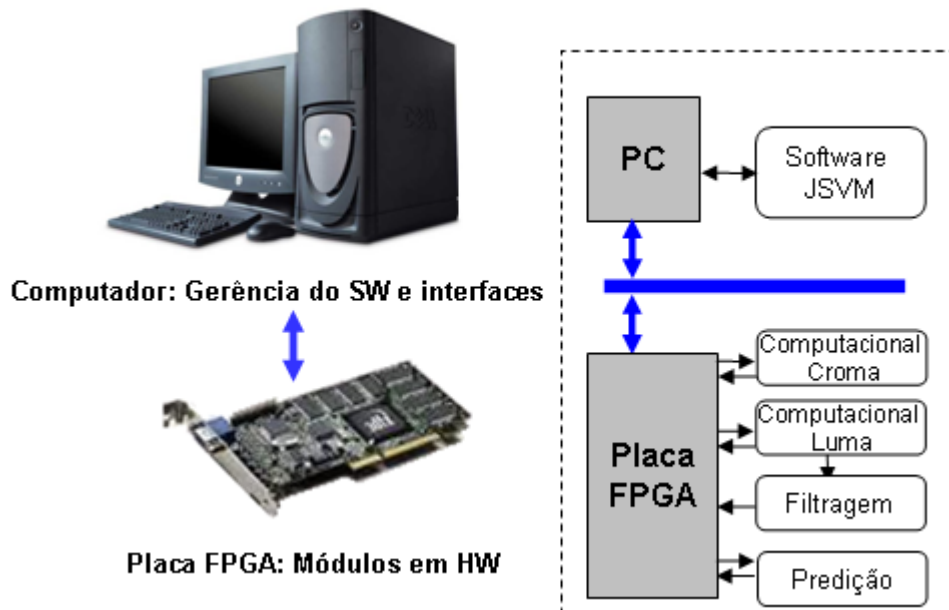 Computador: Gerência do SW e interfaces
Placa FPGA: Módulos em HW
PC
Software
JSVM
Placa
FPGA
Computacional
Croma
Computacional
Luma
Filtragem
Predição